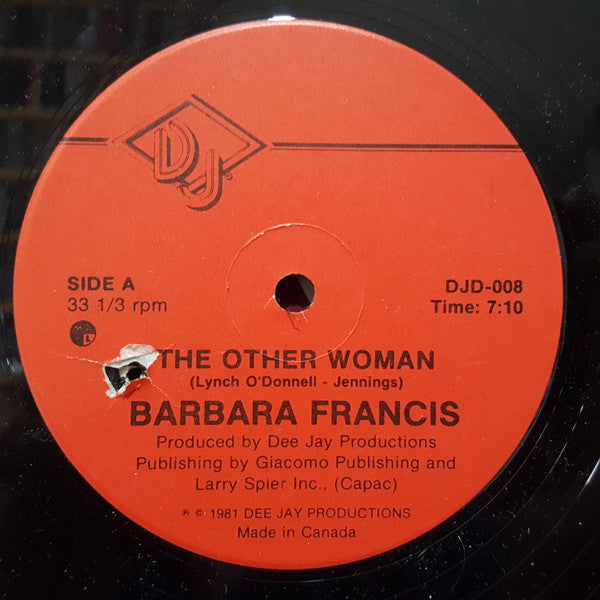 DJ®
SIDE A
33 1/3 rpm
DJD-008
Time: 7:10
M A
P L
THE OTHER WOMAN
(Lynch O'Donnell - Jennings)
BARBARA FRANCIS
Produced by Dee Jay Productions
Publishing by Giacomo Publishing and
Larry Spier Inc., (Capac)
℗ © 1981 DEE JAY PRODUCTIONS
Made in Canada